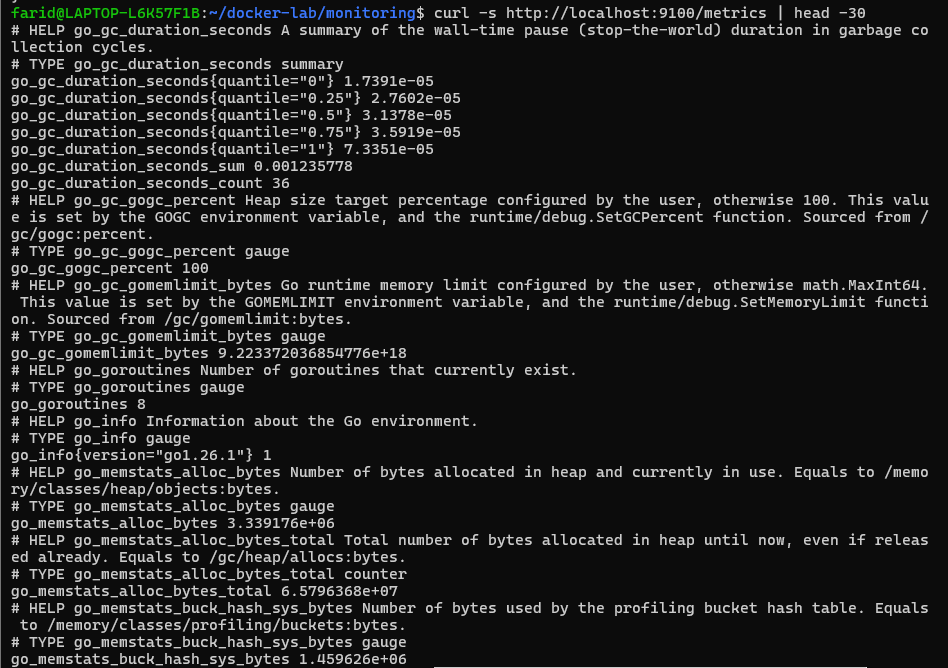 farid@LAPTOP-L6K57F1B:~/docker-lab/monitoring$ curl -s http://localhost:9100/metrics | head -30
# HELP go_gc_duration_seconds A summary of the wall-time pause (stop-the-world) duration in garbage co
llection cycles.
# TYPE go_gc_duration_seconds summary
go_gc_duration_seconds{quantile="0"} 1.7391e-05
go_gc_duration_seconds{quantile="0.25"} 2.7602e-05
go_gc_duration_seconds{quantile="0.5"} 3.1378e-05
go_gc_duration_seconds{quantile="0.75"} 3.5919e-05
go_gc_duration_seconds{quantile="1"} 7.3351e-05
go_gc_duration_seconds_sum 0.001235778
go_gc_duration_seconds_count 36
# HELP go_gc_gogc_percent Heap size target percentage configured by the user, otherwise 100. This valu
e is set by the GOGC environment variable, and the runtime/debug.SetGCPercent function. Sourced from /
gc/gogc:percent.
# TYPE go_gc_gogc_percent gauge
go_gc_gogc_percent 100
# HELP go_gc_gomemlimit_bytes Go runtime memory limit configured by the user, otherwise math.MaxInt64.
 This value is set by the GOMEMLIMIT environment variable, and the runtime/debug.SetMemoryLimit functi
on. Sourced from /gc/gomemlimit:bytes.
# TYPE go_gc_gomemlimit_bytes gauge
go_gc_gomemlimit_bytes 9.223372036854776e+18
# HELP go_goroutines Number of goroutines that currently exist.
# TYPE go_goroutines gauge
go_goroutines 8
# HELP go_info Information about the Go environment.
# TYPE go_info gauge
go_info{version="go1.26.1"} 1
# HELP go_memstats_alloc_bytes Number of bytes allocated in heap and currently in use. Equals to /memo
ry/classes/heap/objects:bytes.
# TYPE go_memstats_alloc_bytes gauge
go_memstats_alloc_bytes 3.339176e+06
# HELP go_memstats_alloc_bytes_total Total number of bytes allocated in heap until now, even if releas
ed already. Equals to /gc/heap/allocs:bytes.
# TYPE go_memstats_alloc_bytes_total counter
go_memstats_alloc_bytes_total 6.5796368e+07
# HELP go_memstats_buck_hash_sys_bytes Number of bytes used by the profiling bucket hash table. Equals
 to /memory/classes/profiling/buckets:bytes.
# TYPE go_memstats_buck_hash_sys_bytes gauge
go_memstats_buck_hash_sys_bytes 1.459626e+06